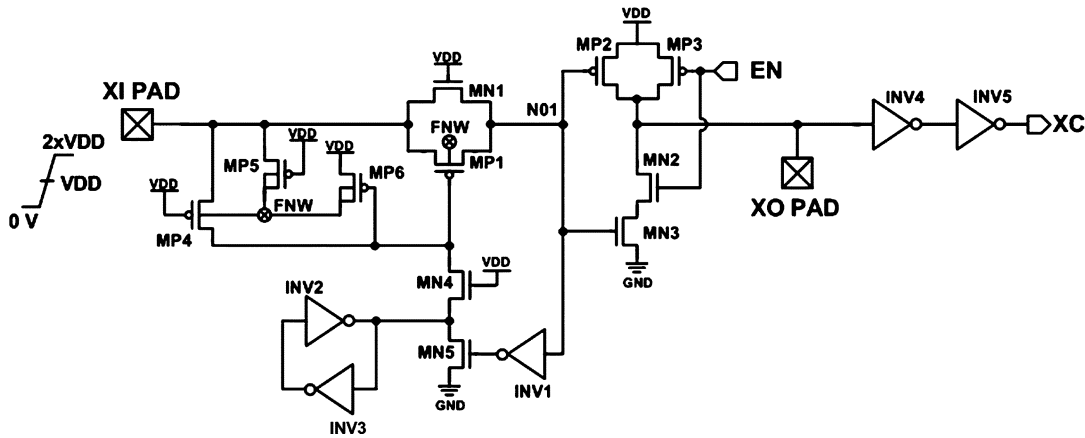 VDD
MP2
MP3
EN
VDD
XI PAD
MN1
N01
INV4
INV5
XC
2xVDD
VDD
0 V
VDD
MP5
VDD
MP6
FNW
MP1
MN2
XO PAD
VDD
FNW
MP4
MN3
GND
MN4
VDD
INV2
MN5
INV1
GND
INV3